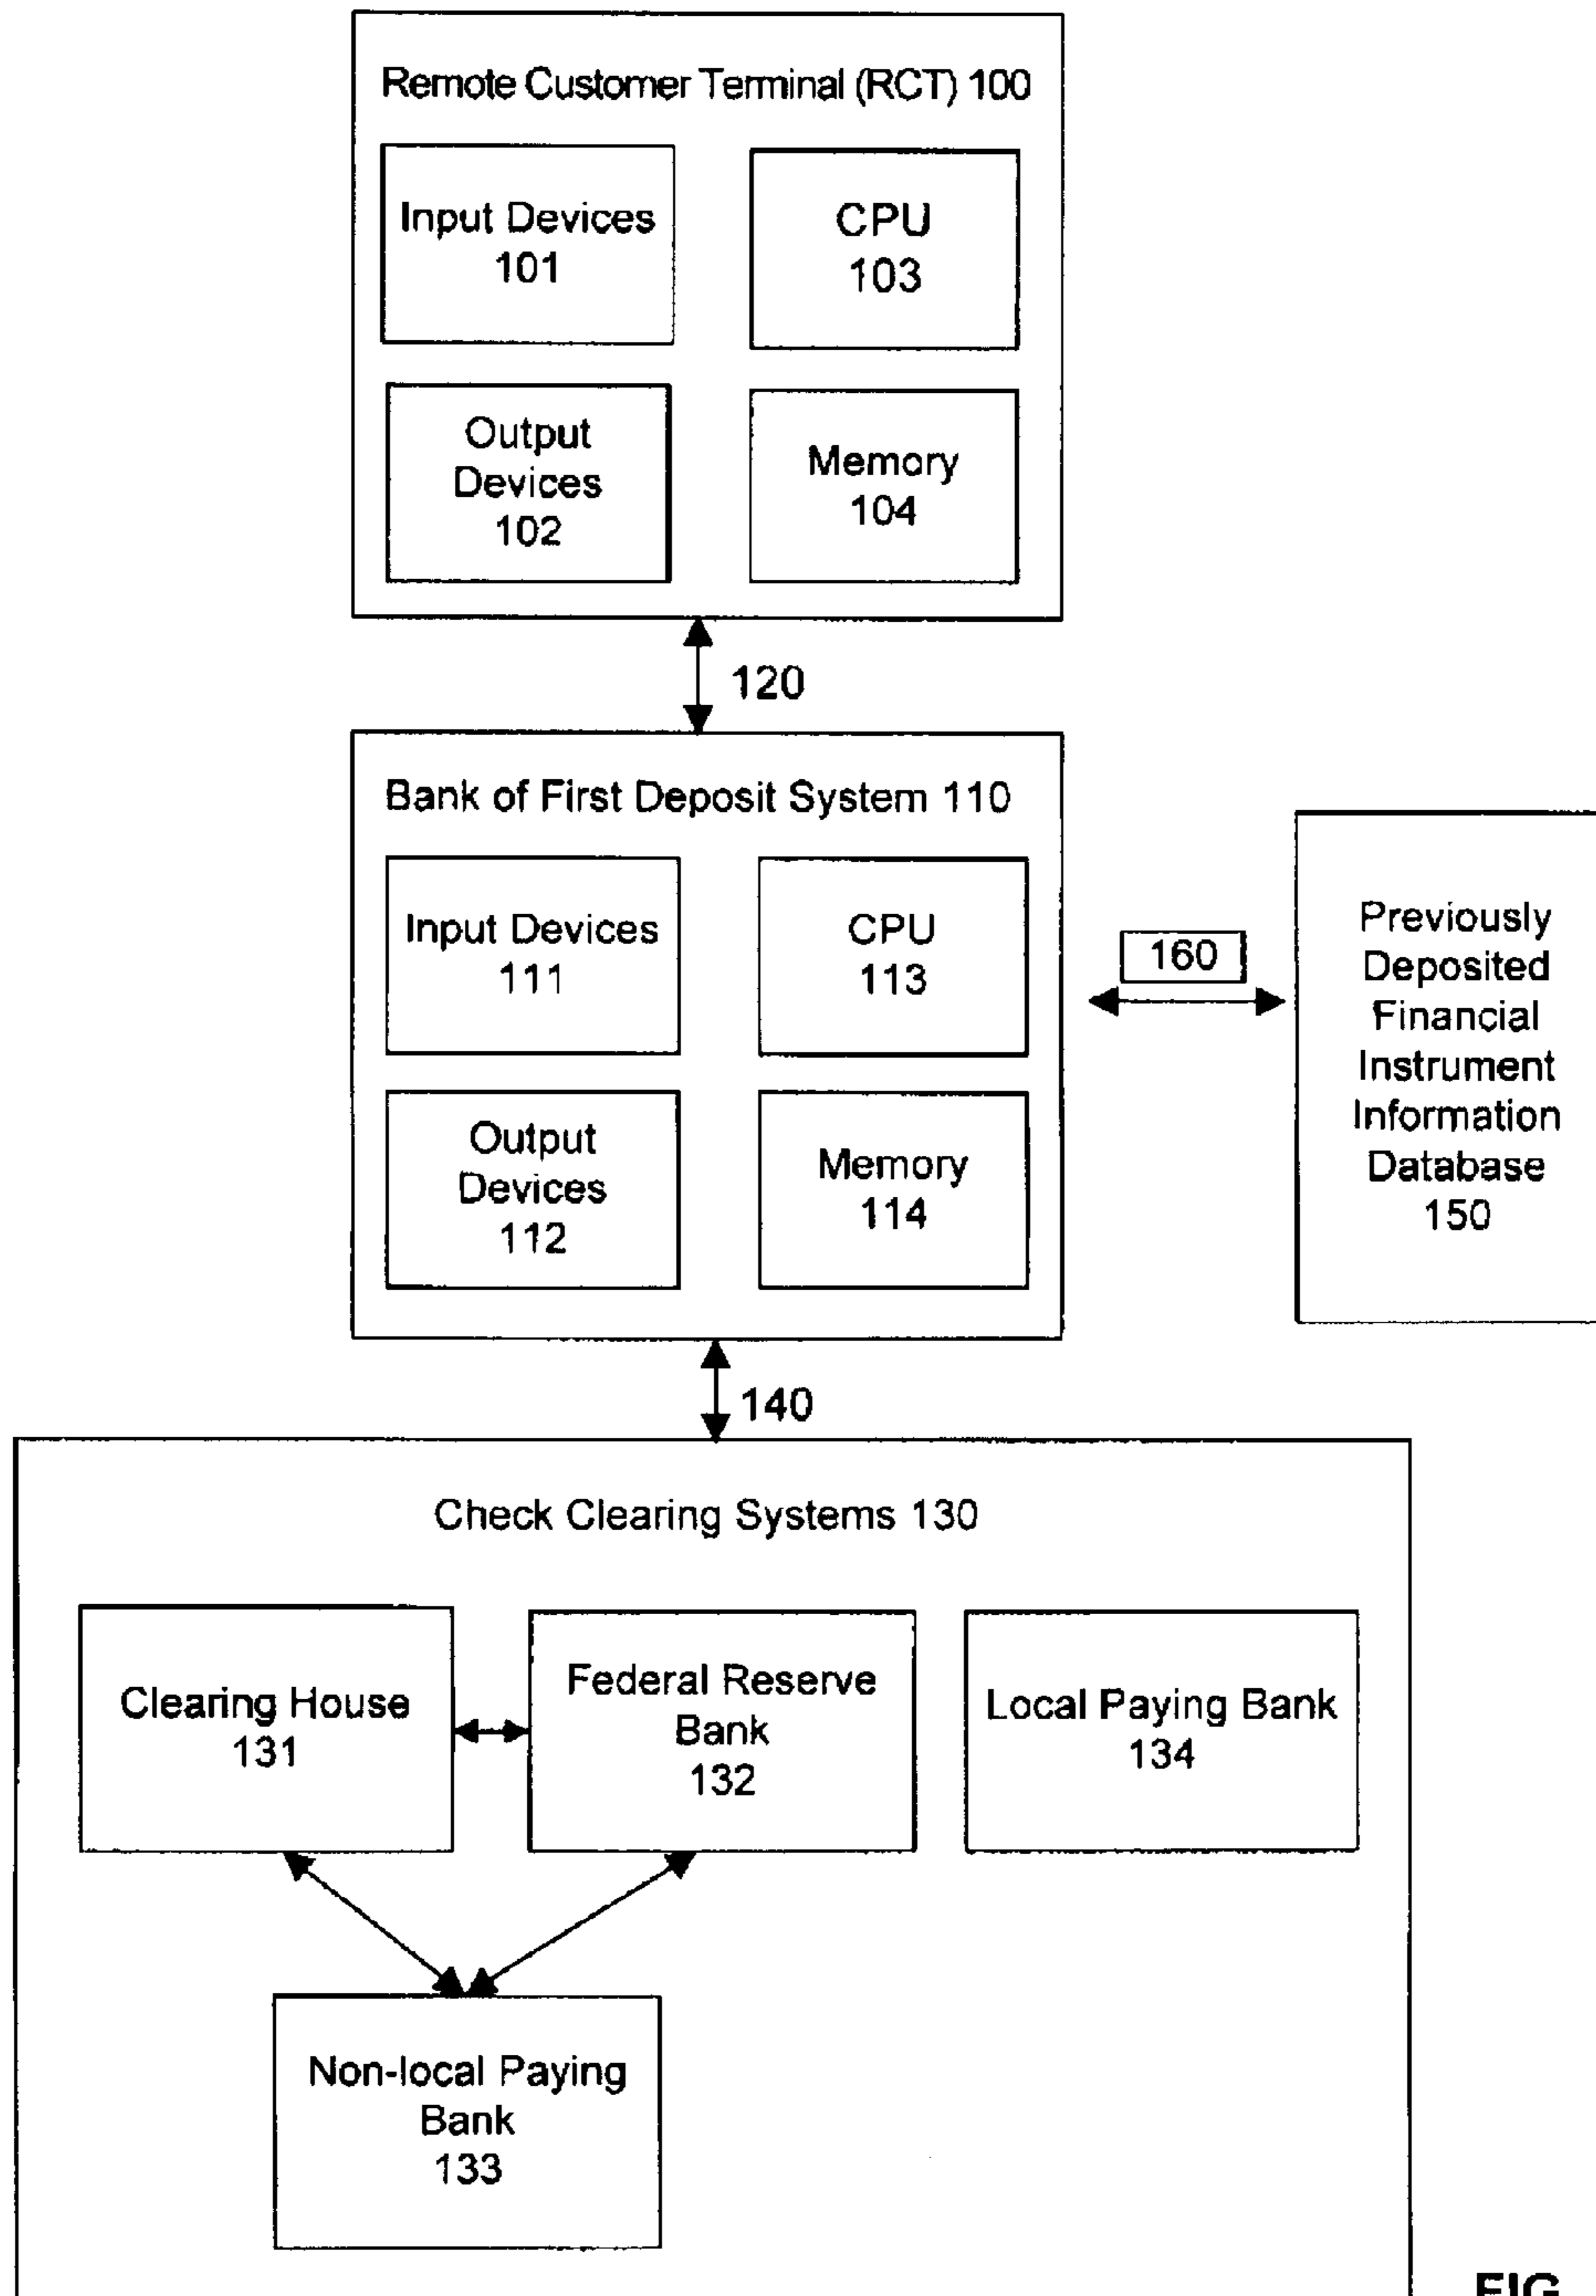 Remote Customer Terminal (RCT) 100
Input Devices
101
CPU
103
Output
Devices
102
Memory
104
120
Bank of First Deposit System 110
Input Devices
111
CPU
113
Output
Devices
112
Memory
114
160
Previously
Deposited
Financial
Instrument
Information
Database
150
140
Check Clearing Systems 130
Clearing House
131
Federal Reserve
Bank
132
Local Paying Bank
134
Non-local Paying
Bank
133
FIG